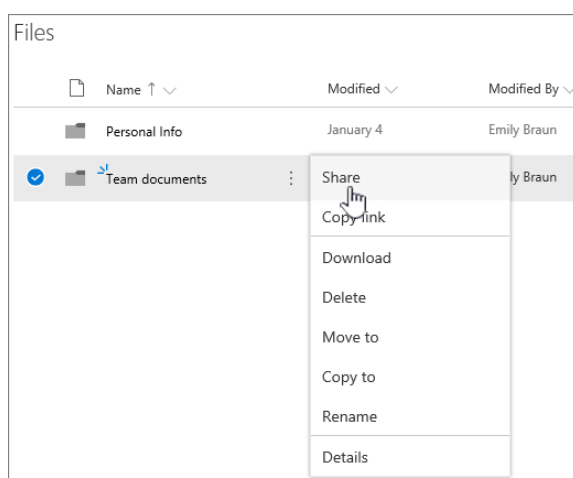 Files
Name Modified Modified By
Personal Info January 4 Emily Braun
Team documents Share ly Braun
Copy link
Download
Delete
Move to
Copy to
Rename
Details